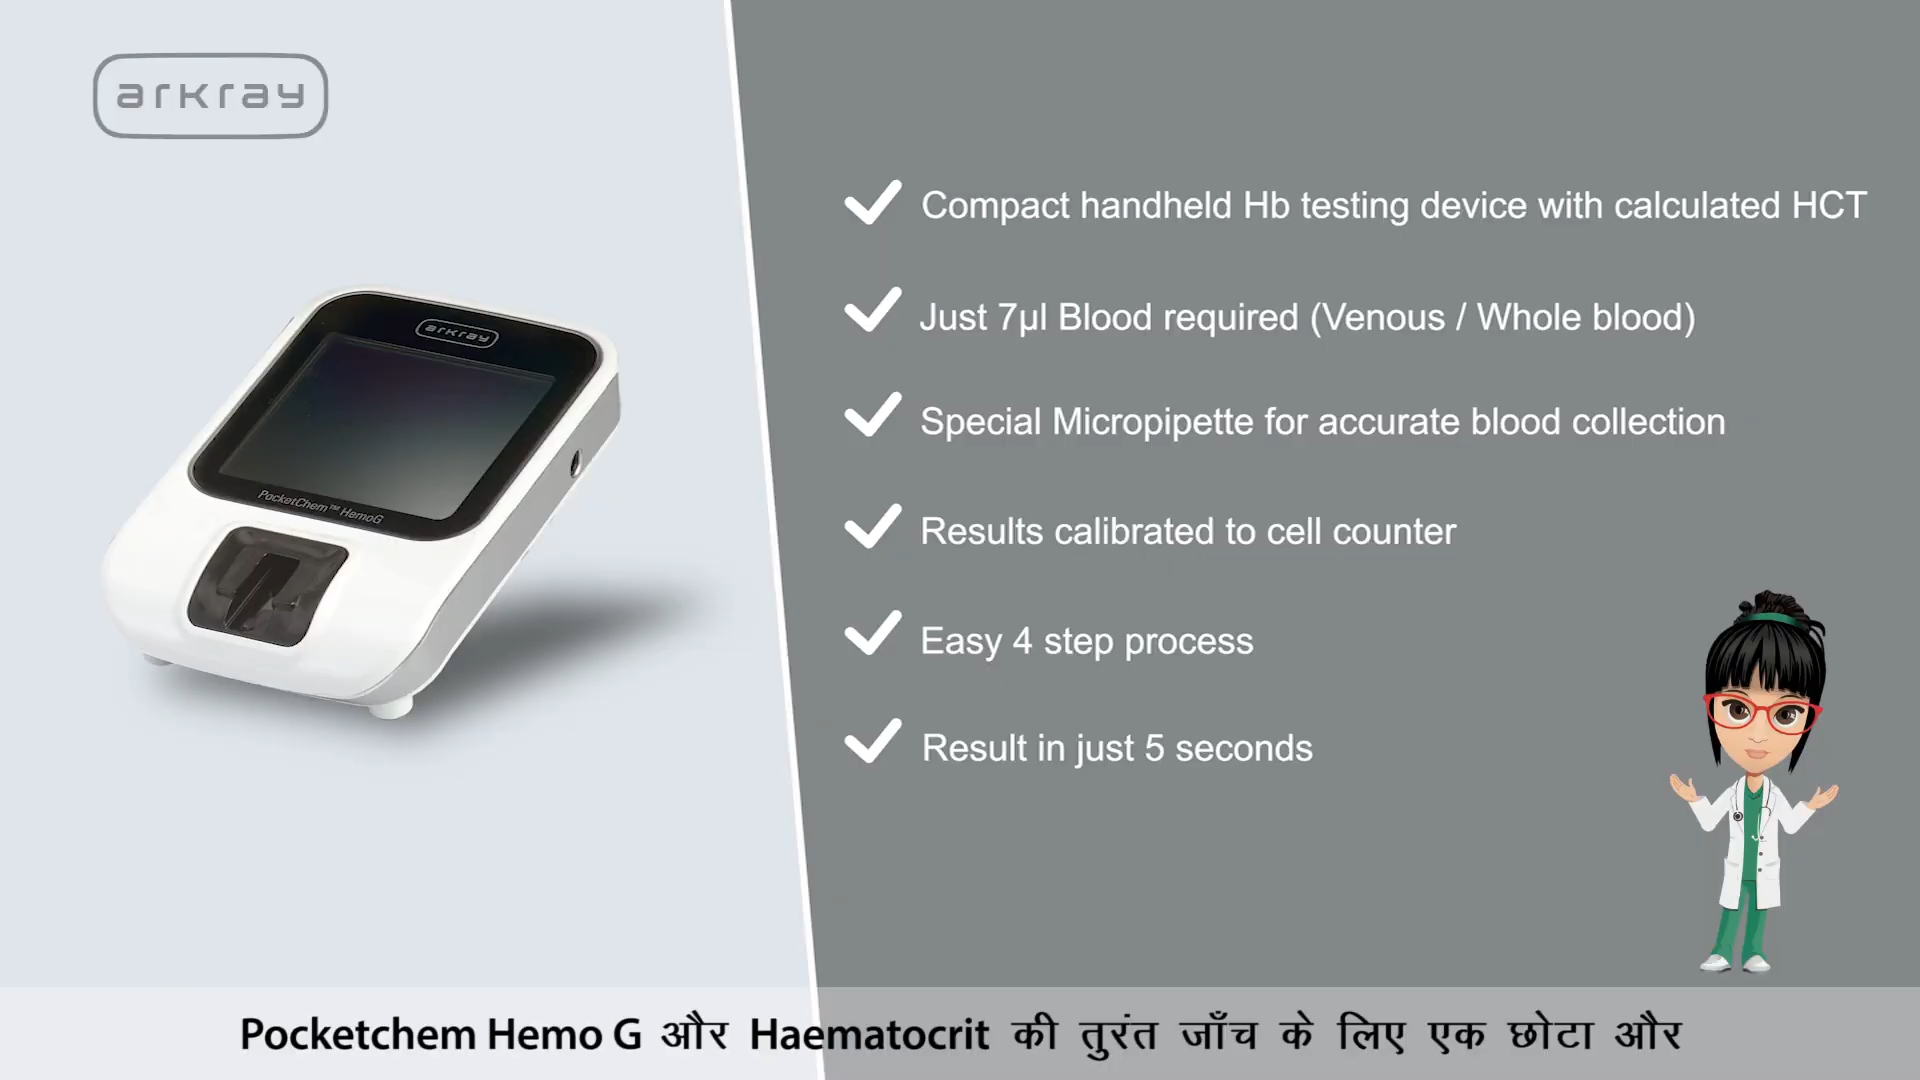 arkray
arkray
PocketChem™ HemoG
Compact handheld Hb testing device with calculated HCT
Just 7µl Blood required (Venous / Whole blood)
Special Micropipette for accurate blood collection
Results calibrated to cell counter
Easy 4 step process
Result in just 5 seconds
Pocketchem Hemo G और Haematocrit की तुरंत जाँच के लिए एक छोटा और